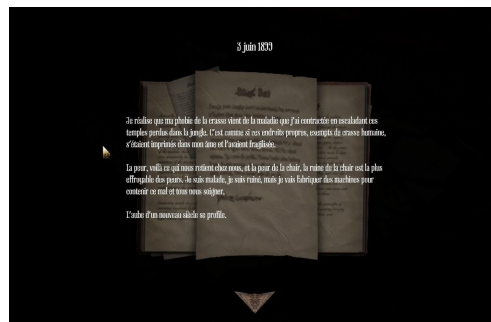 3 juin 1899
Je réalise que ma phobie de la crasse vient de la maladie que j'ai contractée en escaladant ces
temples perdus dans la jungle. C'est comme si ces endroits propres, exempts de crasse humaine,
s'étaient imprimés dans mon âme et l'avaient fragilisée.
La peur, voilà ce qui nous retient chez nous, et la peur de la chair, la ruine de la chair est la plus
effroyable des peurs. Je suis malade, je suis ruiné, mais je vais fabriquer des machines pour
contenir ce mal et tous nous soigner.
L'aube d'un nouveau siècle se profile.